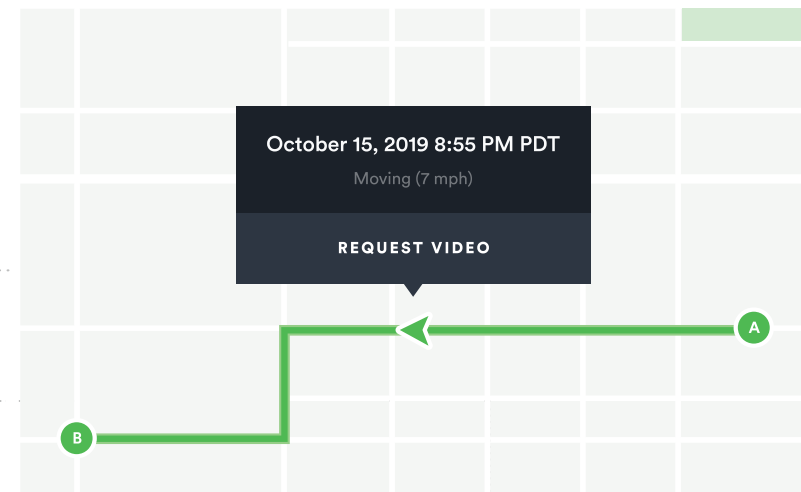 October 15, 2019 8:55 PM PDT
Moving (7 mph)
REQUEST VIDEO
A
B